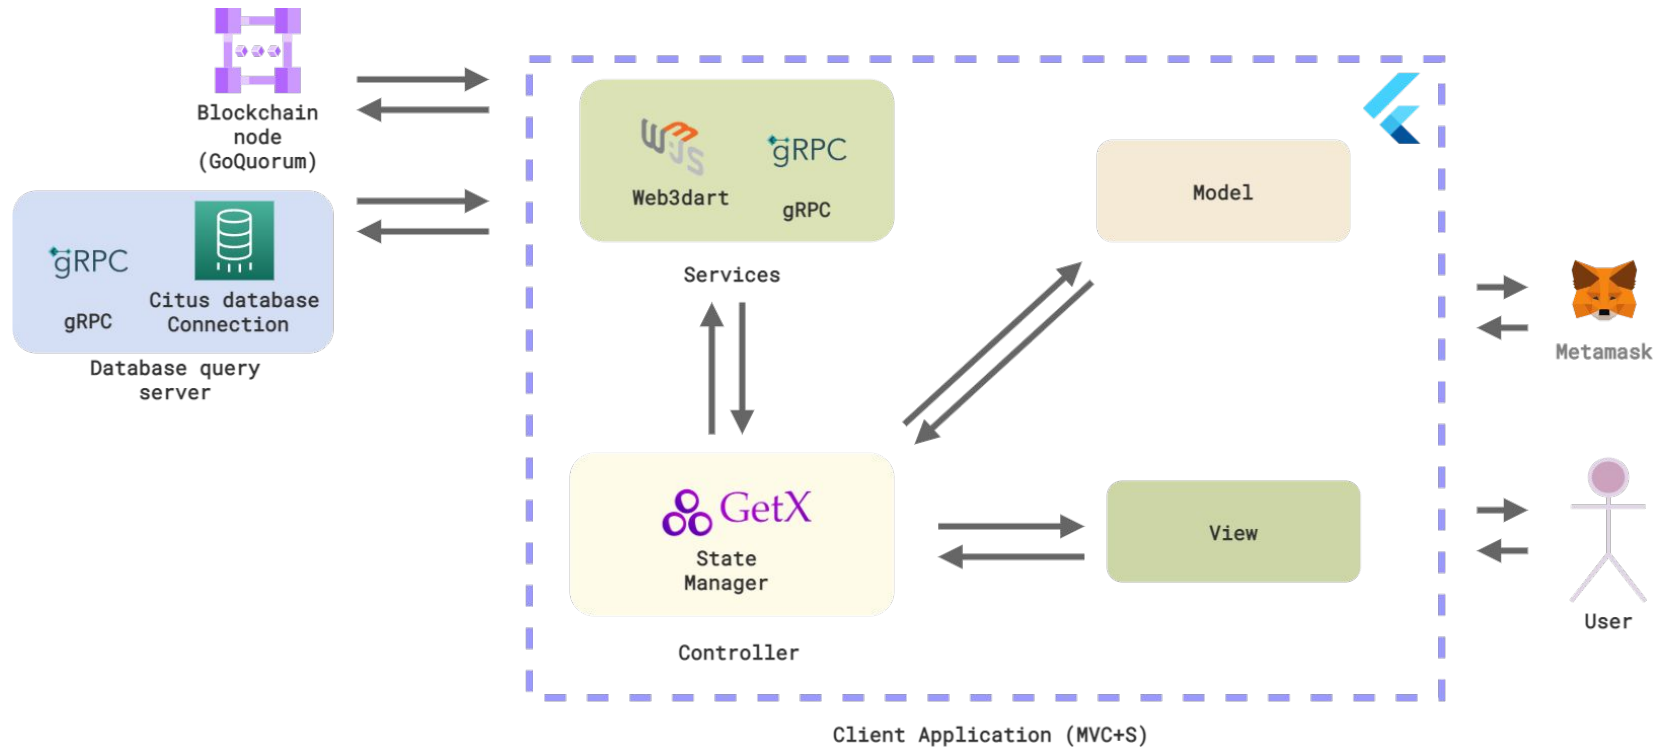 Blockchain
node
(GoQuorum)
gRPC
gRPC
Citus database
Connection
Database query
server
W3JS
Web3dart
gRPC
gRPC
Services
Model
Metamask
GetX
State
Manager
Controller
View
User
Client Application (MVC+S)